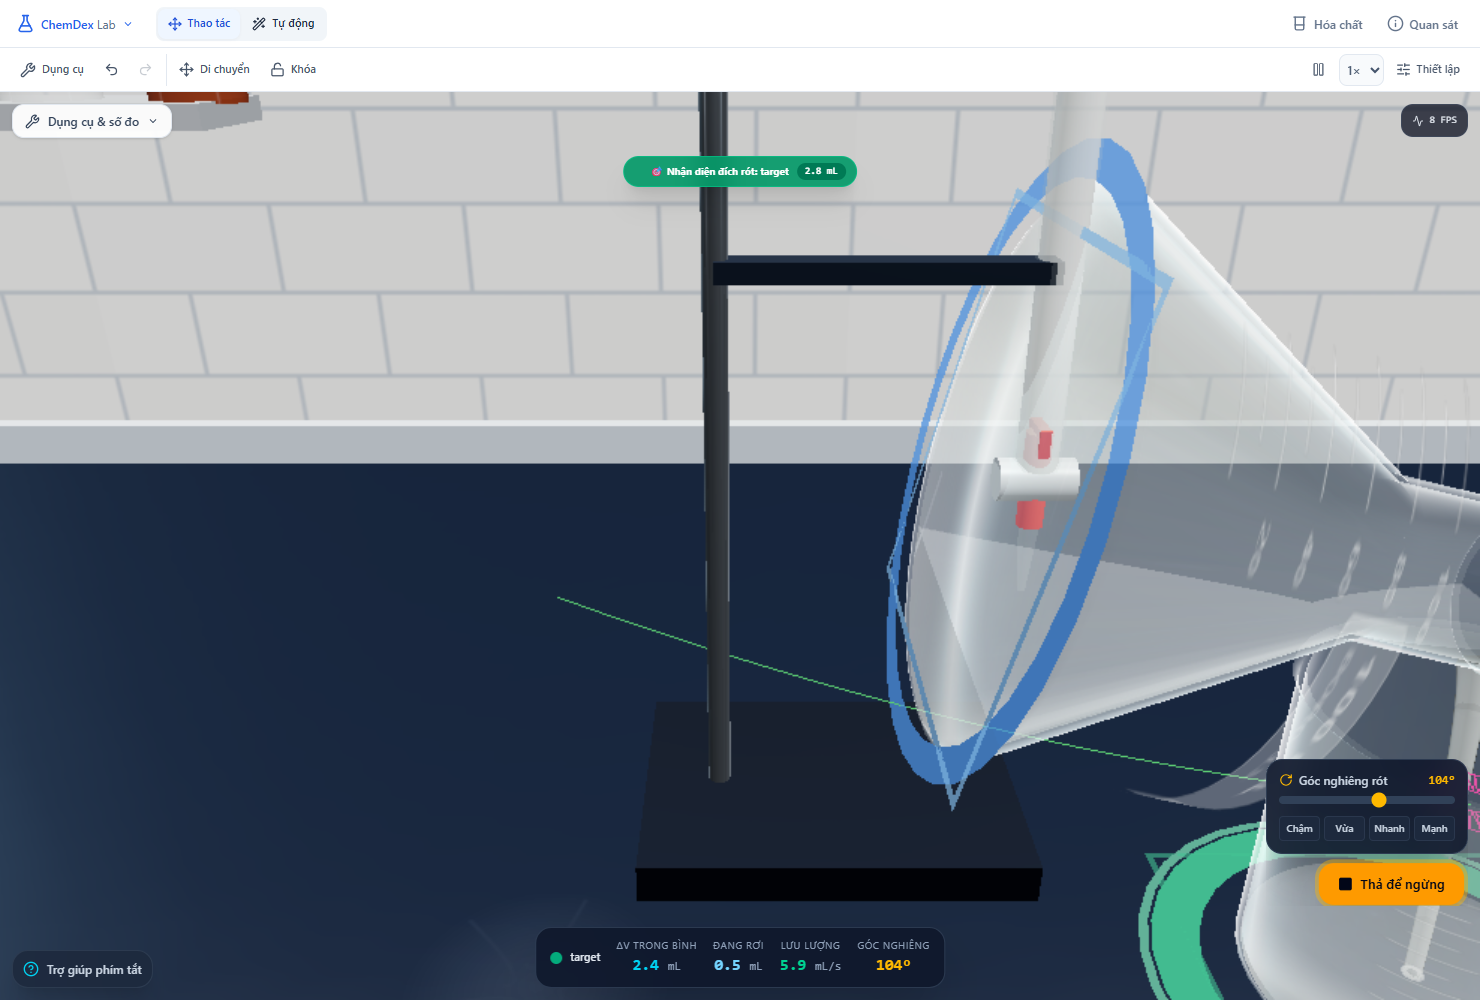 ChemDex Lab
Thao tác
Tự động
Hóa chất
Quan sát
Dụng cụ
Di chuyển
Khóa
1×
Thiết lập
Dụng cụ & số đo
8 FPS
Nhận diện đích rót: target 2.8 mL
Góc nghiêng rót 104°
Chậm
Vừa
Nhanh
Mạnh
Thả để ngừng
target
ΔV TRONG BÌNH
2.4 mL
ĐANG RƠI
0.5 mL
LƯU LƯỢNG
5.9 mL/s
GÓC NGHIÊNG
104°
Trợ giúp phím tắt